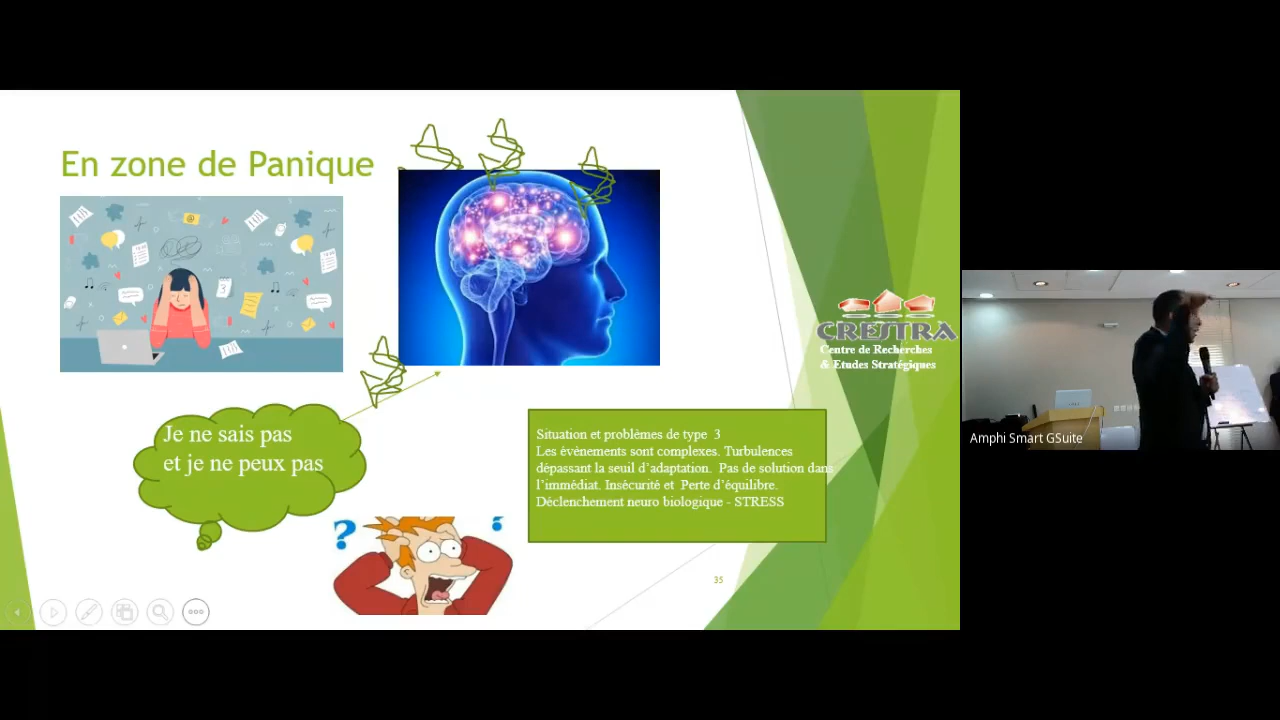 En zone de Panique
Je ne sais pas
et je ne peux pas
Situation et problèmes de type 3
Les évènements sont complexes. Turbulences
dépassant la seuil d’adaptation. Pas de solution dans
l’immédiat. Insécurité et Perte d’équilibre.
Déclenchement neuro biologique - STRESS
?
?
35
CRESTRA
Centre de Recherches
& Etudes Stratégiques
Amphi Smart GSuite